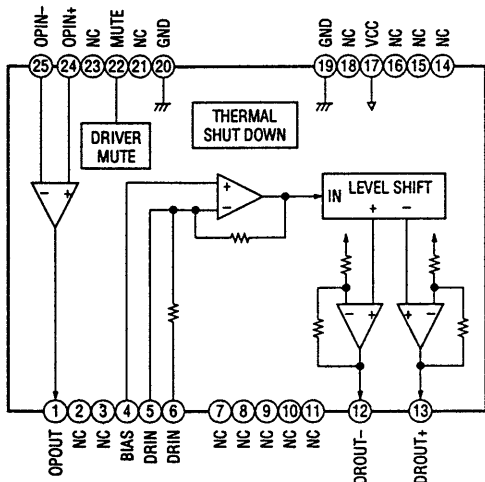 OPIN-
OPIN+
NC
MUTE
NC
GND
GND
NC
VCC
NC
NC
NC
25 24 23 22 21 20 19 18 17 16 15 14
DRIVER
MUTE
THERMAL
SHUT DOWN
- +
+
-
IN LEVEL SHIFT
+ -
- + + -
1 2 3 4 5 6 7 8 9 10 11 12 13
OPOUT
NC
NC
BIAS
DRIN
DRIN
NC
NC
NC
NC
NC
DROUT-
DROUT+